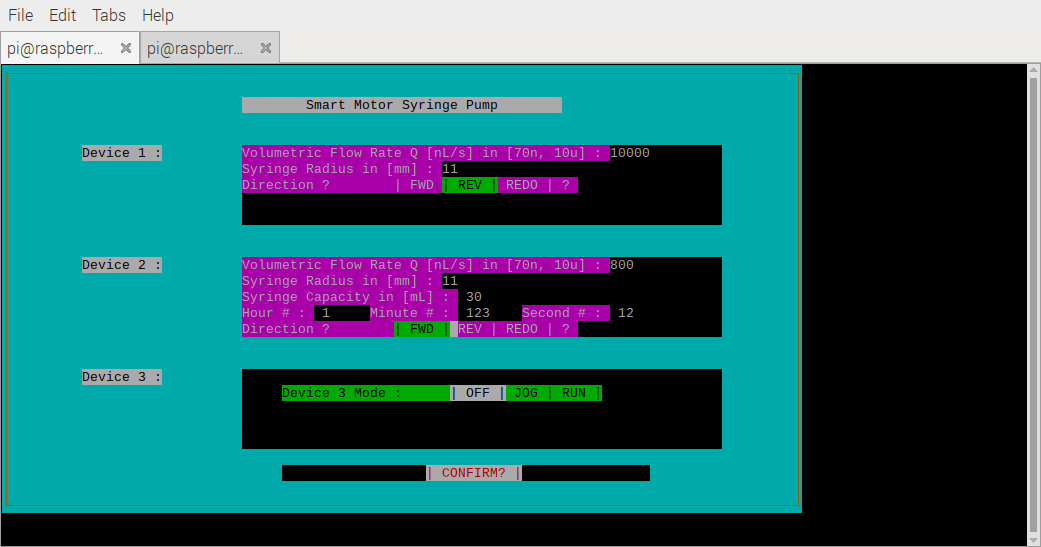 File Edit Tabs Help
pi@raspberr... pi@raspberr...
Smart Motor Syringe Pump
Device 1 : Volumetric Flow Rate Q [nL/s] in [70n, 10u] : 10000
Syringe Radius in [mm] : 11
Direction ? | FWD | REV | REDO | ?
Device 2 : Volumetric Flow Rate Q [nL/s] in [70n, 10u] : 800
Syringe Radius in [mm] : 11
Syringe Capacity in [mL] : 30
Hour # : 1 Minute # : 123 Second # : 12
Direction ? | FWD | REV | REDO | ?
Device 3 :
Device 3 Mode : | OFF | JOG | RUN |
| CONFIRM? |